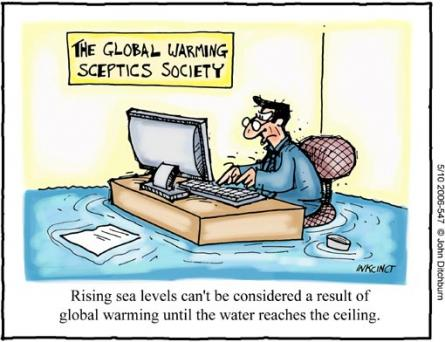 THE GLOBAL WARMING
SCEPTICS SOCIETY
INKCINCT
Rising sea levels can't be considered a result of
global warming until the water reaches the ceiling.
5/10 2006-547 © John Ditchburn